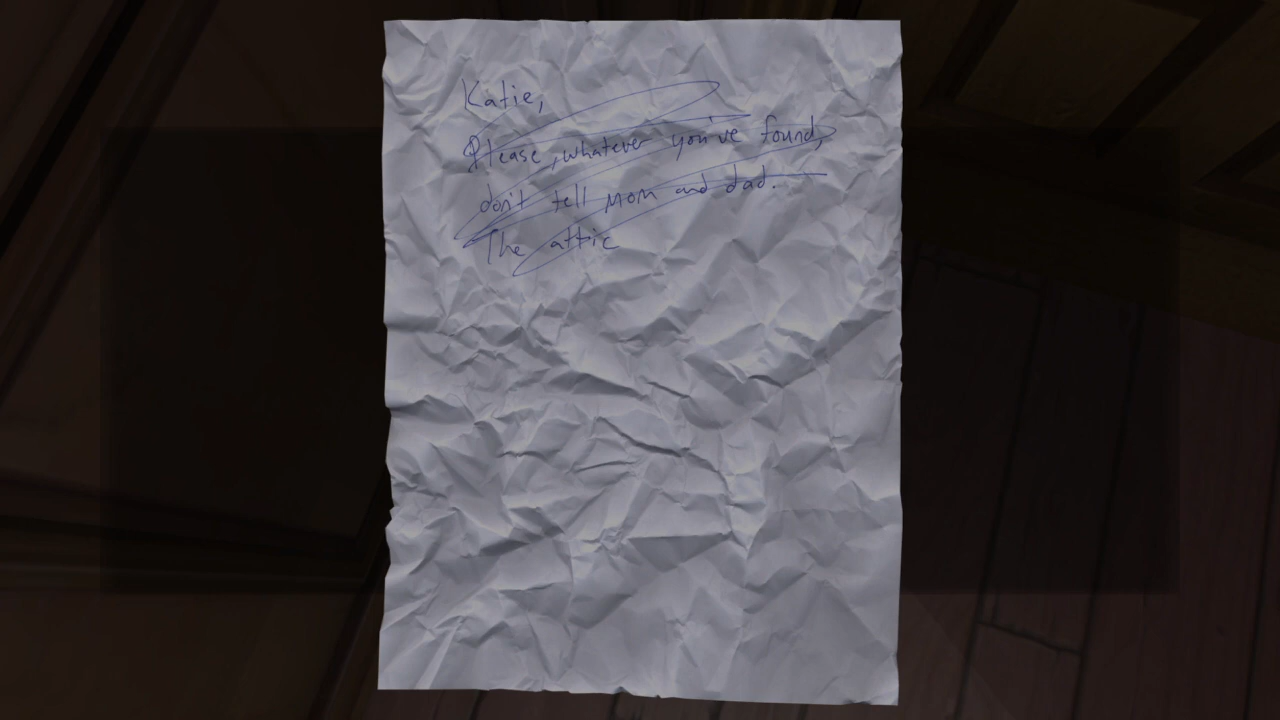 Katie,
Please, whatever you've found,
don't tell Mom and dad.
The attic